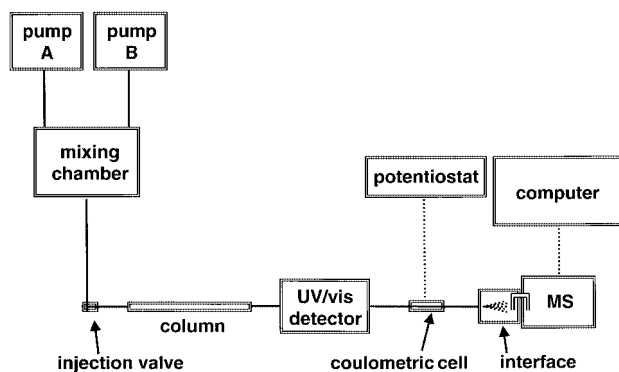 pump
A
pump
B
mixing
chamber
potentiostat
computer
UV/vis
detector
MS
column
injection valve
coulometric cell
interface